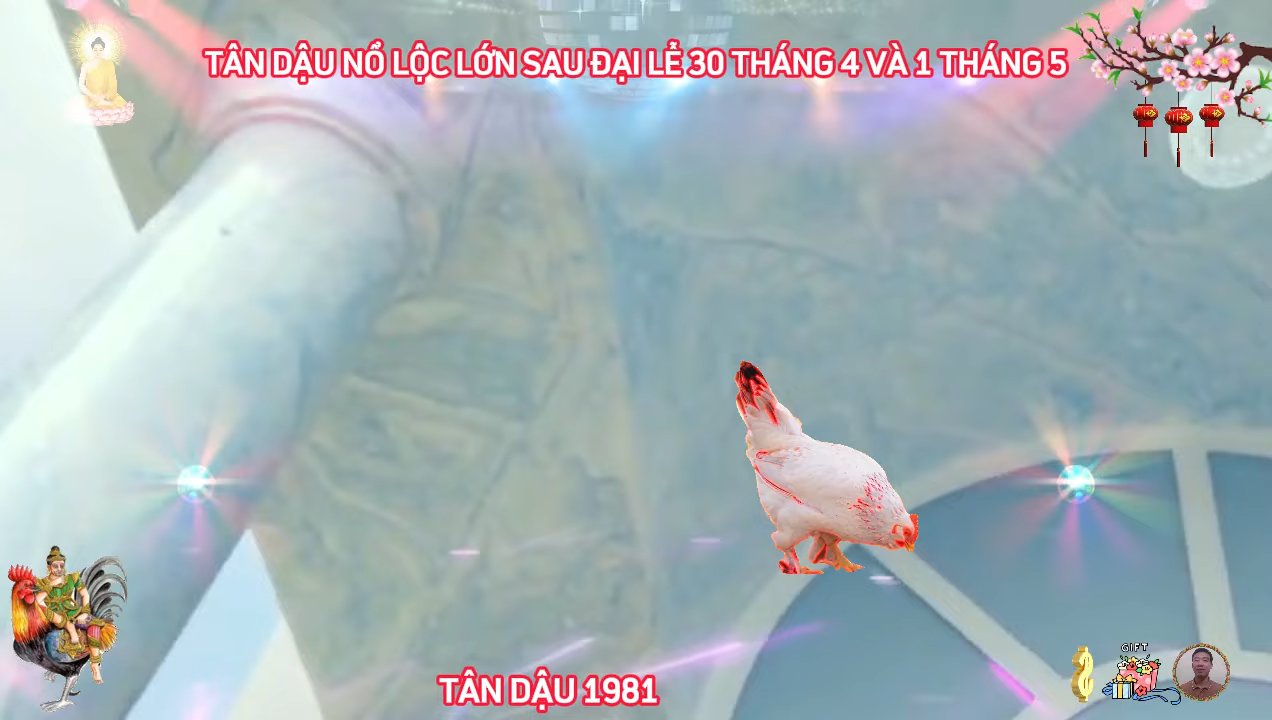 TÂN DẬU NỔ LỘC LỚN SAU ĐẠI LỄ 30 THÁNG 4 VÀ 1 THÁNG 5
GIFT
TÂN DẬU 1981